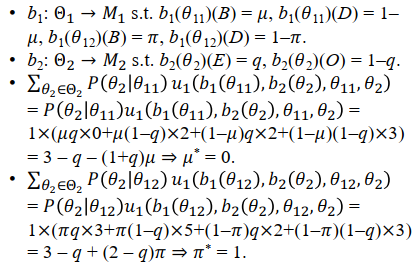 • b₁: Θ₁ → M₁ s.t. b₁(θ₁₁)(B) = μ, b₁(θ₁₁)(D) = 1–
μ, b₁(θ₁₂)(B) = π, b₁(θ₁₂)(D) = 1–π.
• b₂: Θ₂ → M₂ s.t. b₂(θ₂)(E) = q, b₂(θ₂)(O) = 1–q.
• ∑_{θ₂∈Θ₂} P(θ₂|θ₁₁) u₁(b₁(θ₁₁), b₂(θ₂), θ₁₁, θ₂)
= P(θ₂|θ₁₁)u₁(b₁(θ₁₁), b₂(θ₂), θ₁₁, θ₂) =
1×(μq×0+μ(1–q)×2+(1–μ)q×2+(1–μ)(1–q)×3)
= 3 – q – (1+q)μ ⇒ μ* = 0.
• ∑_{θ₂∈Θ₂} P(θ₂|θ₁₂) u₁(b₁(θ₁₂), b₂(θ₂), θ₁₂, θ₂)
= P(θ₂|θ₁₂)u₁(b₁(θ₁₂), b₂(θ₂), θ₁₂, θ₂) =
1×(πq×3+π(1–q)×5+(1–π)q×2+(1–π)(1–q)×3)
= 3 – q + (2 – q)π ⇒ π* = 1.